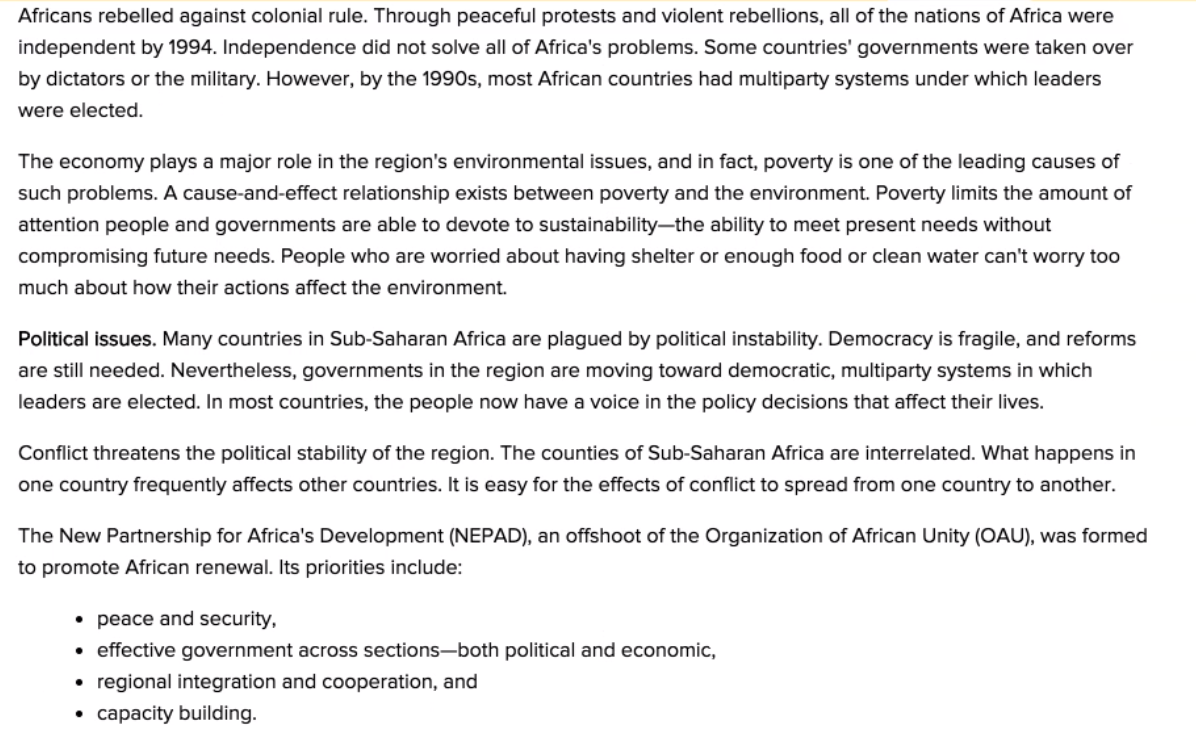 Africans rebelled against colonial rule. Through peaceful protests and violent rebellions, all of the nations of Africa were
independent by 1994. Independence did not solve all of Africa's problems. Some countries' governments were taken over
by dictators or the military. However, by the 1990s, most African countries had multiparty systems under which leaders
were elected.
The economy plays a major role in the region's environmental issues, and in fact, poverty is one of the leading causes of
such problems. A cause-and-effect relationship exists between poverty and the environment. Poverty limits the amount of
attention people and governments are able to devote to sustainability—the ability to meet present needs without
compromising future needs. People who are worried about having shelter or enough food or clean water can't worry too
much about how their actions affect the environment.
Political issues. Many countries in Sub-Saharan Africa are plagued by political instability. Democracy is fragile, and reforms
are still needed. Nevertheless, governments in the region are moving toward democratic, multiparty systems in which
leaders are elected. In most countries, the people now have a voice in the policy decisions that affect their lives.
Conflict threatens the political stability of the region. The counties of Sub-Saharan Africa are interrelated. What happens in
one country frequently affects other countries. It is easy for the effects of conflict to spread from one country to another.
The New Partnership for Africa's Development (NEPAD), an offshoot of the Organization of African Unity (OAU), was formed
to promote African renewal. Its priorities include:
• peace and security,
• effective government across sections—both political and economic,
• regional integration and cooperation, and
• capacity building.